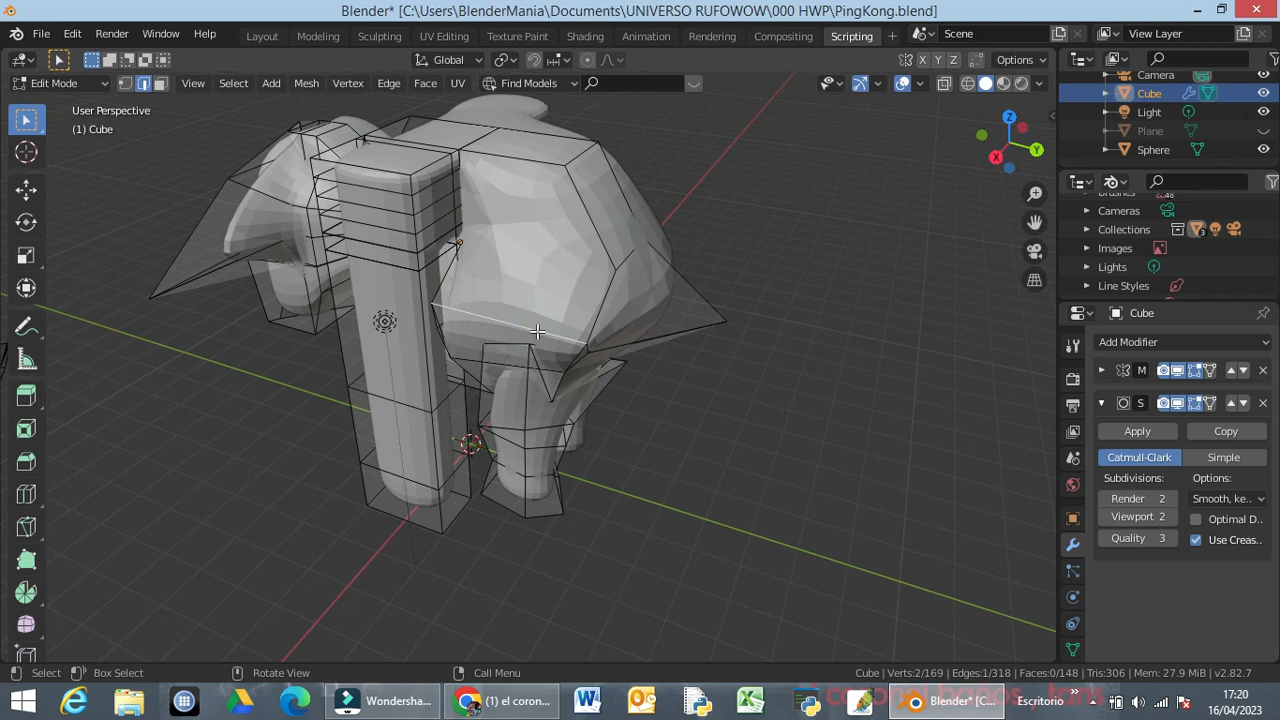 Blender* [C:\Users\BlenderMania\Documents\UNIVERSO RUFOWOW\000 HWP\PingKong.blend]
File Edit Render Window Help Layout Modeling Sculpting UV Editing Texture Paint Shading Animation Rendering Compositing Scripting + Scene View Layer
Global X Y Z Options
Edit Mode View Select Add Mesh Vertex Edge Face UV Find Models
User Perspective
(1) Cube
Z
Y
X
Camera
Cube
Light
Plane
Sphere
Brushes 48
Cameras
Collections 3
Images
Lights
Line Styles
Cube
Add Modifier
M
S
Apply Copy
Catmull-Clark Simple
Subdivisions: Options:
Render 2 Smooth, ke..
Viewport 2 Optimal D..
Quality 3 Use Creas..
Select Box Select Rotate View Call Menu Cube | Verts:2/169 | Edges:1/318 | Faces:0/148 | Tris:306 | Mem: 27.9 MiB | v2.82.7
Wondersha... (1) el coron... Blender* [C... Escritorio » 17:20
16/04/2023